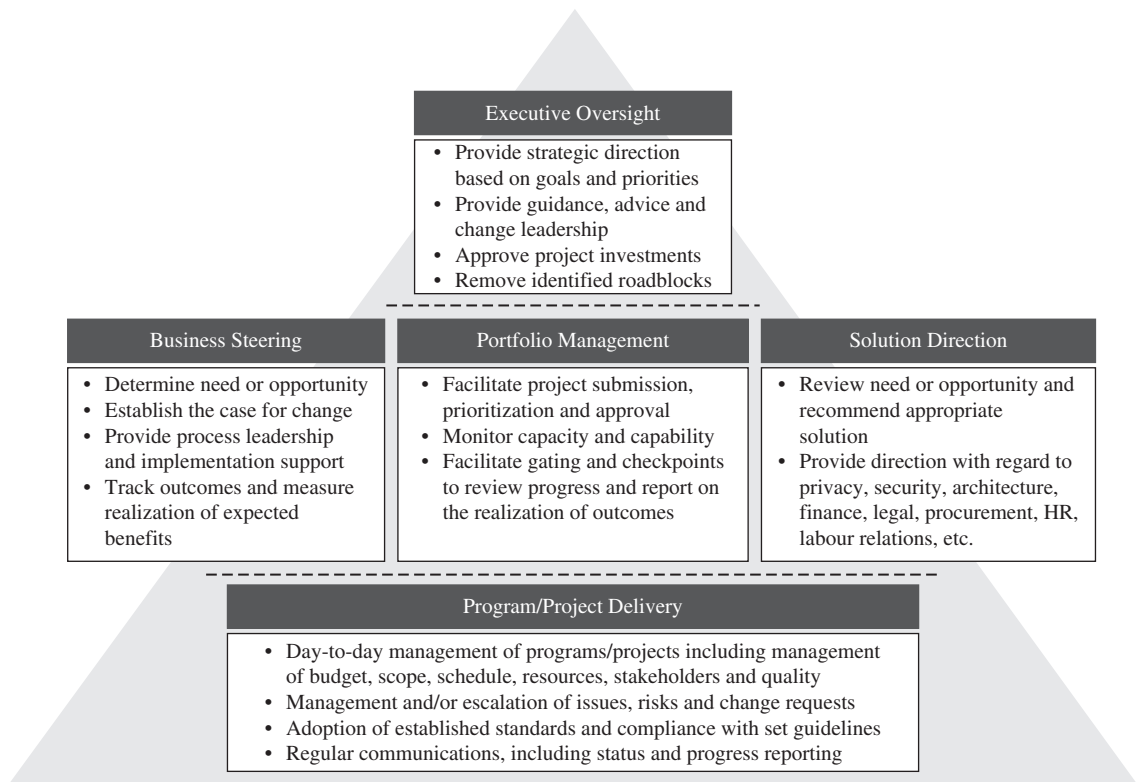 Executive Oversight
• Provide strategic direction
based on goals and priorities
• Provide guidance, advice and
change leadership
• Approve project investments
• Remove identified roadblocks
Business Steering
• Determine need or opportunity
• Establish the case for change
• Provide process leadership
and implementation support
• Track outcomes and measure
realization of expected
benefits
Portfolio Management
• Facilitate project submission,
prioritization and approval
• Monitor capacity and capability
• Facilitate gating and checkpoints
to review progress and report on
the realization of outcomes
Solution Direction
• Review need or opportunity and
recommend appropriate
solution
• Provide direction with regard to
privacy, security, architecture,
finance, legal, procurement, HR,
labour relations, etc.
Program/Project Delivery
• Day-to-day management of programs/projects including management
of budget, scope, schedule, resources, stakeholders and quality
• Management and/or escalation of issues, risks and change requests
• Adoption of established standards and compliance with set guidelines
• Regular communications, including status and progress reporting